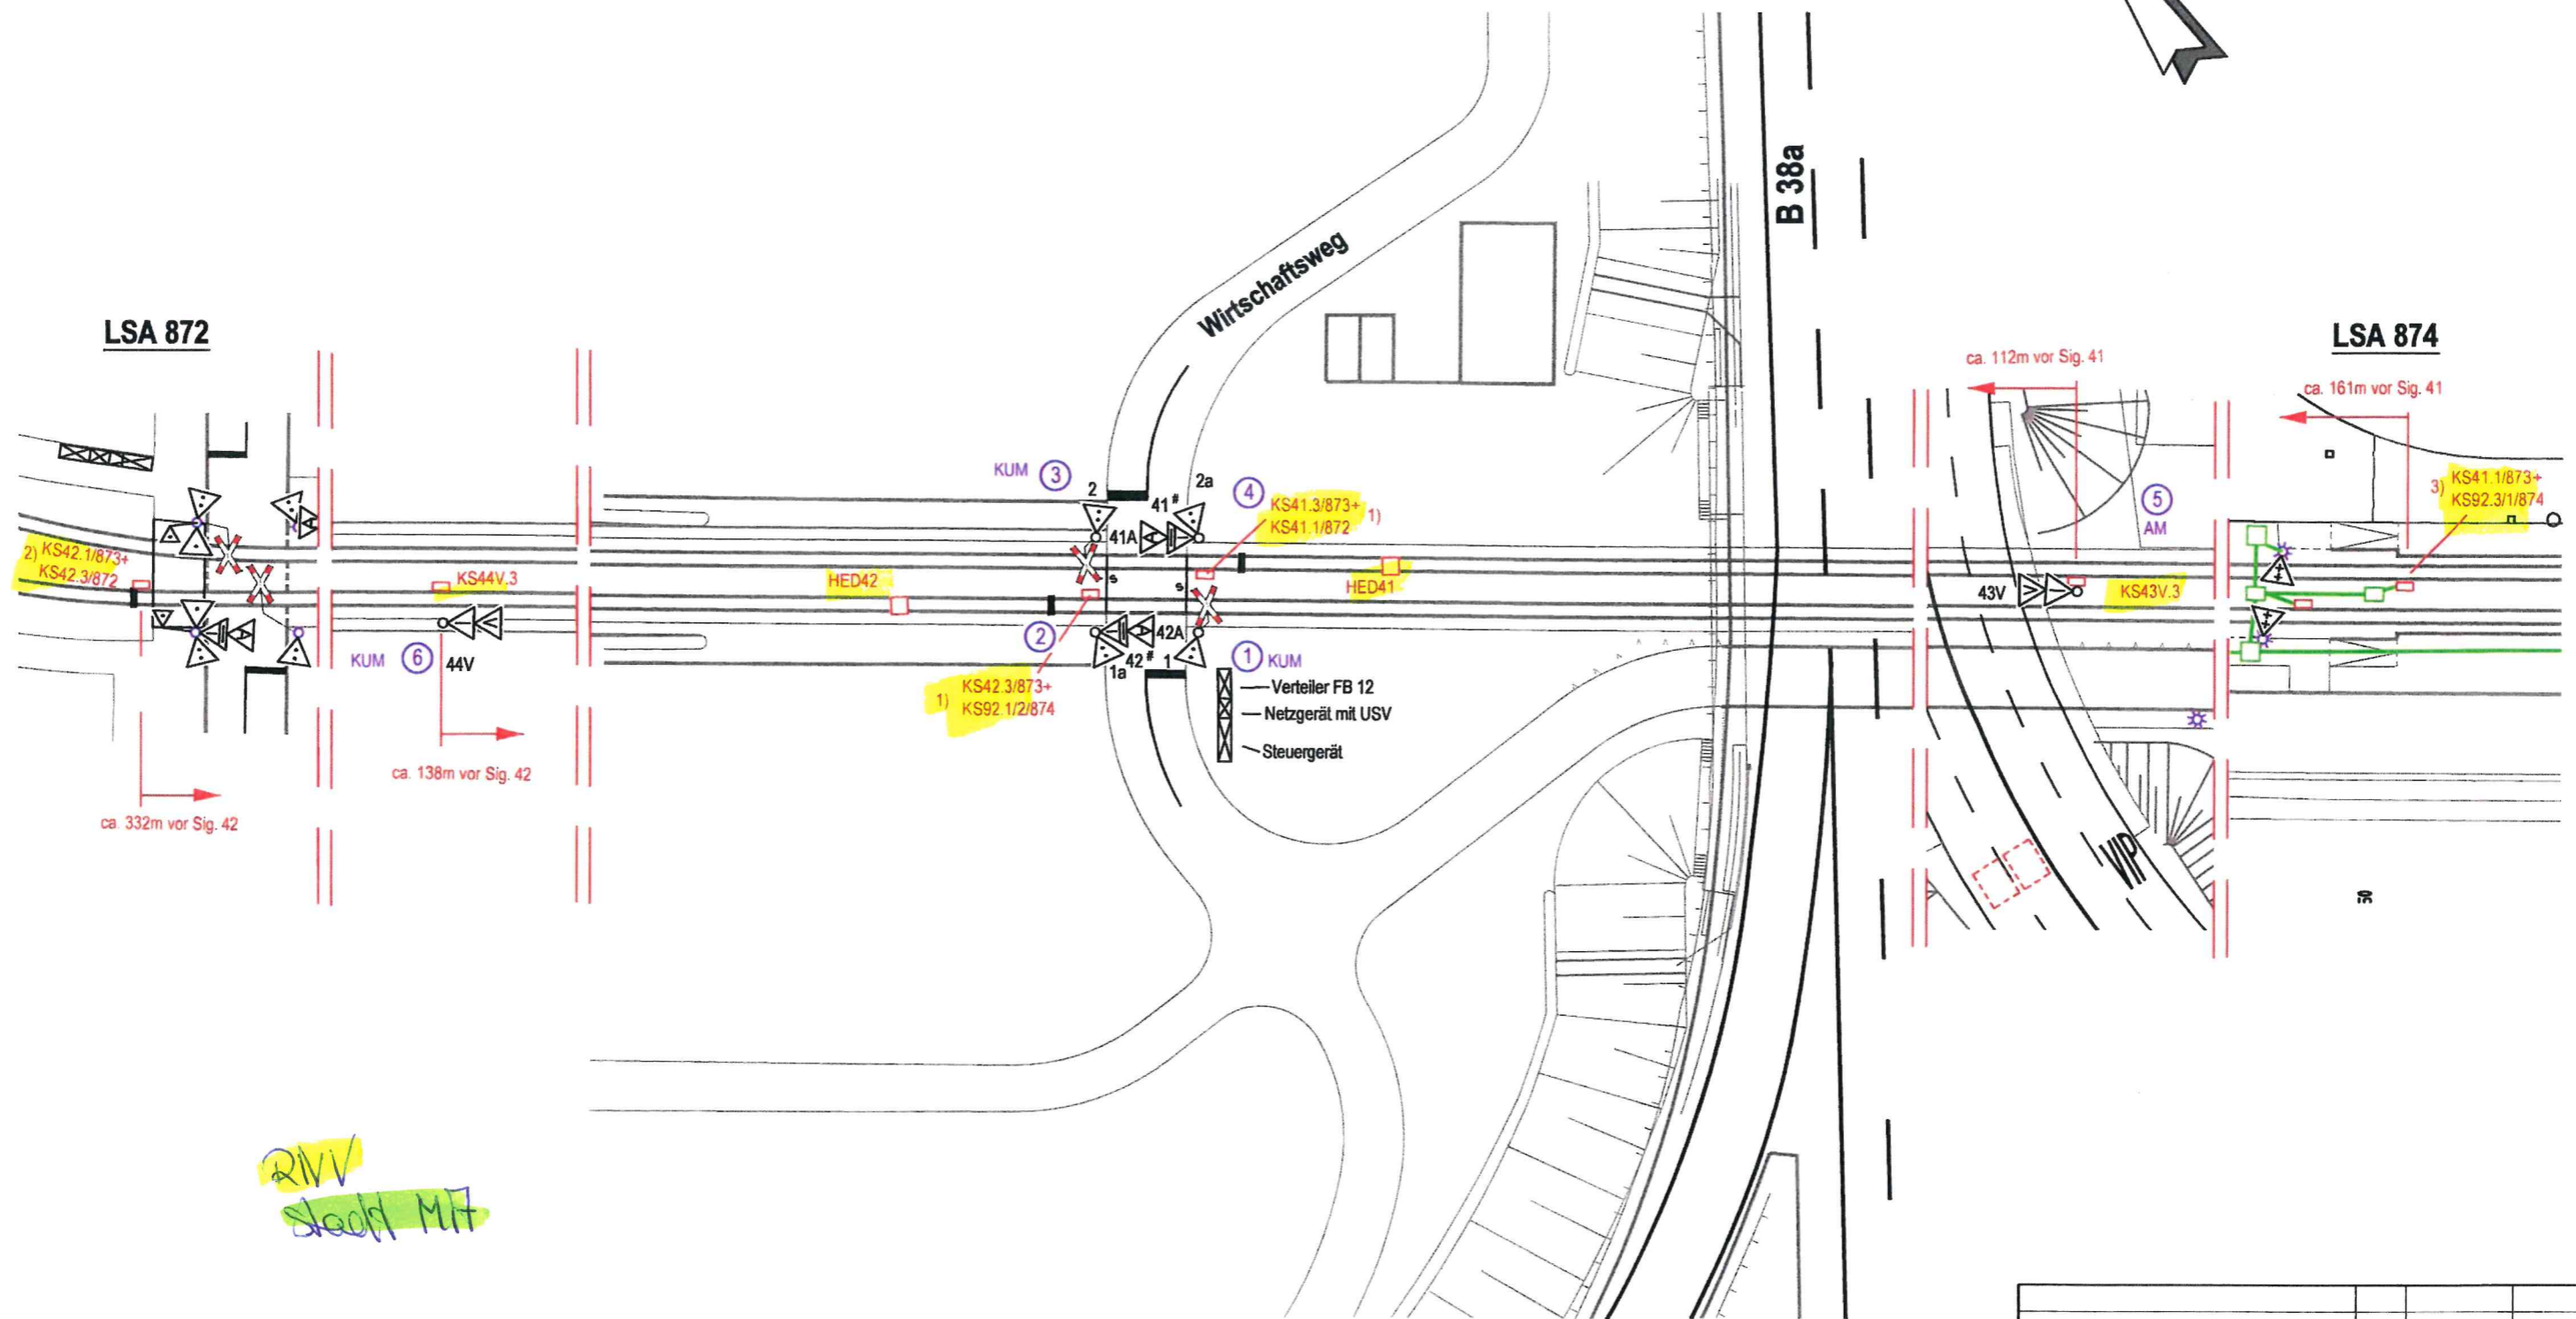 LSA 872
2) KS42.1/873+
KS42.3/872
KS44V.3
KUM 6 44V
ca. 138m vor Sig. 42
ca. 332m vor Sig. 42
HED42
KUM 3
2
2a
41#
41A
4
KS41.3/873+ 1)
KS41.1/872
s
s
2
42A
42#
1
1a
1 KUM
1) KS42.3/873+
KS92.1/2/874
Verteiler FB 12
Netzgerät mit USV
Steuergerät
Wirtschaftsweg
HED41
B 38a
ca. 112m vor Sig. 41
43V
5
AM
KS43V.3
VIP
LSA 874
ca. 161m vor Sig. 41
3) KS41.1/873+
KS92.3/1/874
RNV
Stadt MA